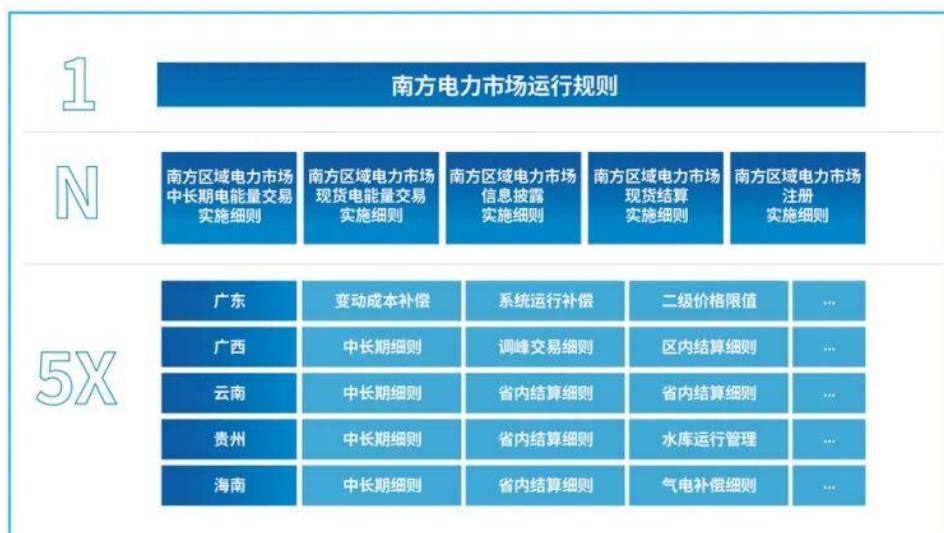 1
南方电力市场运行规则
N
南方区域电力市场
中长期电能量交易
实施细则
南方区域电力市场
现货电能量交易
实施细则
南方区域电力市场
信息披露
实施细则
南方区域电力市场
现货结算
实施细则
南方区域电力市场
注册
实施细则
5X
广东 变动成本补偿 系统运行补偿 二级价格限值 ...
广西 中长期细则 调峰交易细则 区内结算细则 ...
云南 中长期细则 省内结算细则 省内结算细则 ...
贵州 中长期细则 省内结算细则 水库运行管理 ...
海南 中长期细则 省内结算细则 气电补偿细则 ...